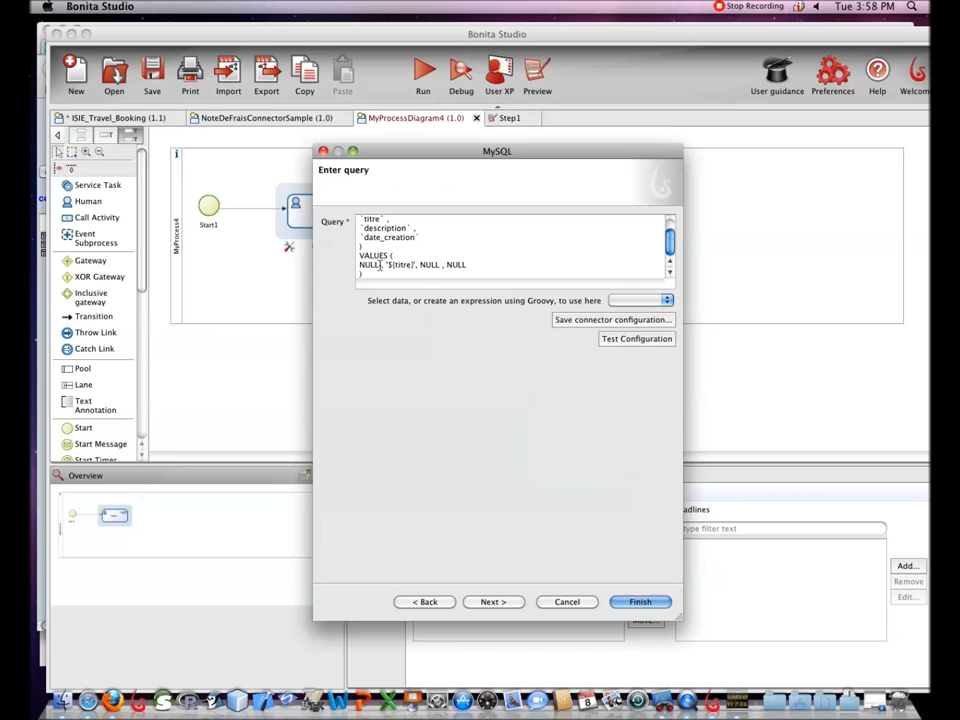 Bonita Studio
Stop Recording
Tue 3:58 PM
Bonita Studio
New
Open
Save
Print
Import
Export
Copy
Paste
Run
Debug
User XP
Preview
User guidance
Preferences
Help
Welcom
* ISIE_Travel_Booking (1.1)
NoteDeFraisConnectorSample (1.0)
MyProcessDiagram4 (1.0)
Step1
MySQL
Enter query
Service Task
Human
Call Activity
Event
Subprocess
Gateway
XOR Gateway
Inclusive
gateway
Transition
Throw Link
Catch Link
Pool
Lane
Text
Annotation
Start
Start Message
Start Timer
MyProcess4
Start1
Query *
`titre` ,
`description` ,
`date_creation`
)
VALUES (
NULL, '${titre}', NULL , NULL
)
Select data, or create an expression using Groovy, to use here
Save connector configuration...
Test Configuration
Overview
adlines
type filter text
Add...
Remove
Edit...
Move...
< Back
Next >
Cancel
Finish